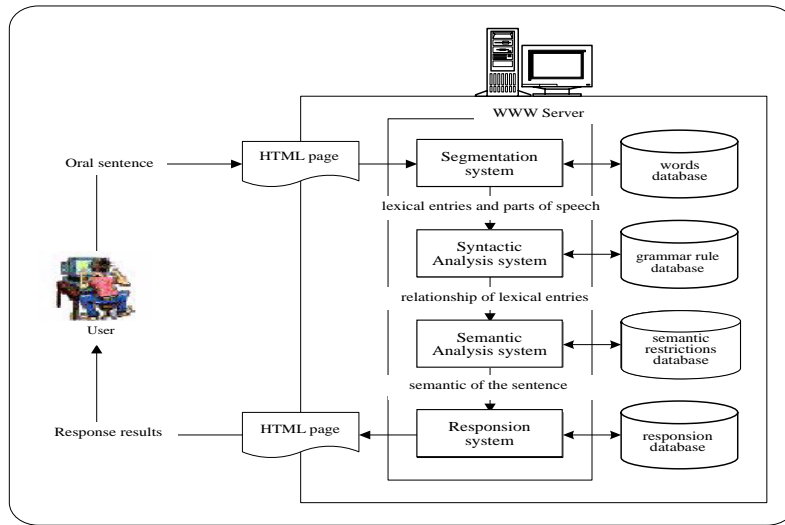 WWW Server
Oral sentence
HTML page
Segmentation
system
words
database
lexical entries and parts of speech
Syntactic
Analysis system
grammar rule
database
relationship of lexical entries
User
Semantic
Analysis system
semantic
restrictions
database
semantic of the sentence
Response results
HTML page
Responsion
system
responsion
database